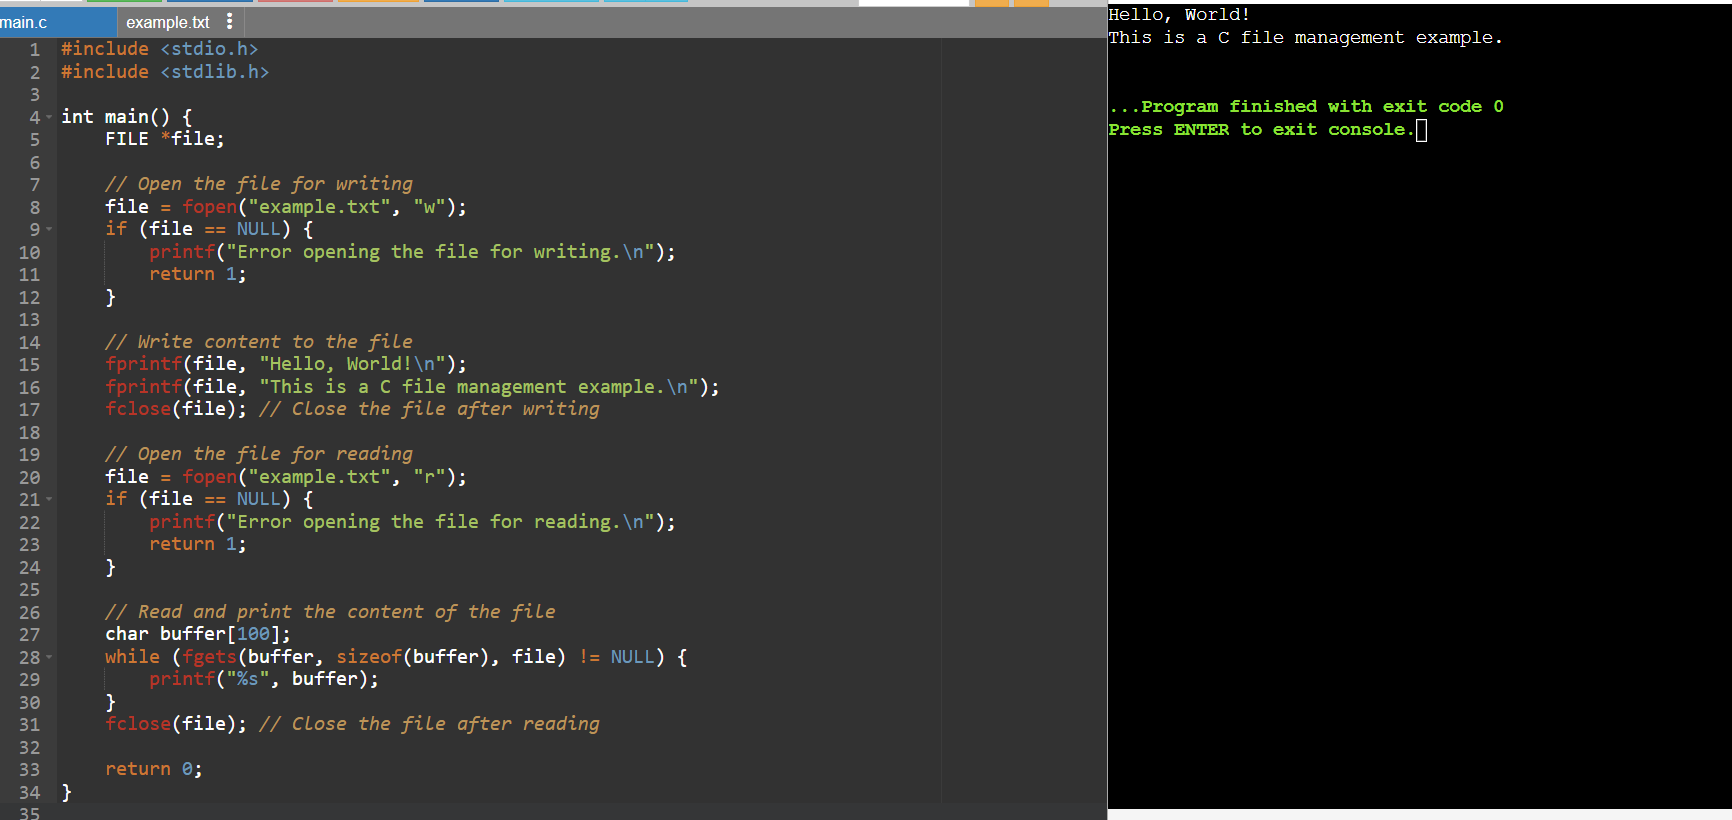 main.c example.txt
1 #include <stdio.h>
2 #include <stdlib.h>
3
4 int main() {
5     FILE *file;
6
7     // Open the file for writing
8     file = fopen("example.txt", "w");
9     if (file == NULL) {
10         printf("Error opening the file for writing.\n");
11         return 1;
12     }
13
14     // Write content to the file
15     fprintf(file, "Hello, World!\n");
16     fprintf(file, "This is a C file management example.\n");
17     fclose(file); // Close the file after writing
18
19     // Open the file for reading
20     file = fopen("example.txt", "r");
21     if (file == NULL) {
22         printf("Error opening the file for reading.\n");
23         return 1;
24     }
25
26     // Read and print the content of the file
27     char buffer[100];
28     while (fgets(buffer, sizeof(buffer), file) != NULL) {
29         printf("%s", buffer);
30     }
31     fclose(file); // Close the file after reading
32
33     return 0;
34 }
35
Hello, World!
This is a C file management example.
...Program finished with exit code 0
Press ENTER to exit console.